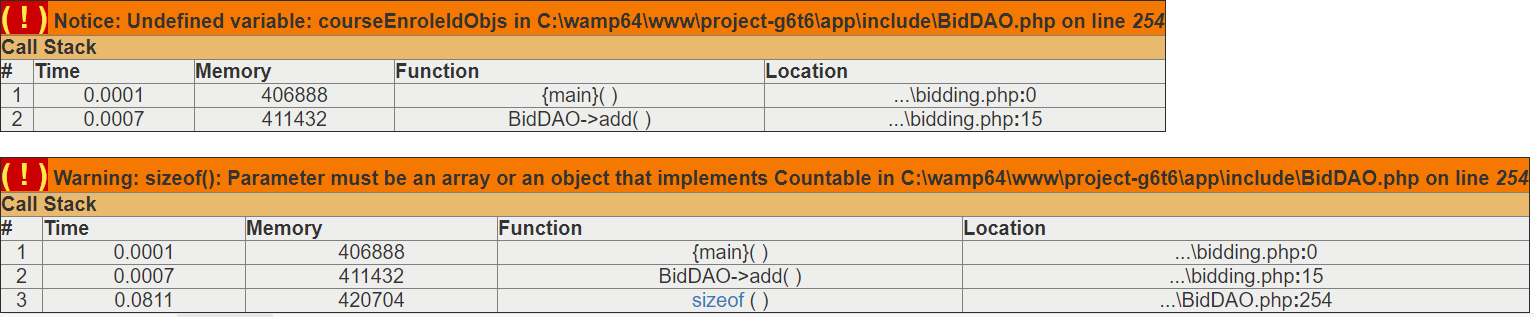 ( ! ) Notice: Undefined variable: courseEnroleIdObjs in C:\wamp64\www\project-g6t6\app\include\BidDAO.php on line 254
Call Stack
# Time Memory Function Location
1 0.0001 406888 {main}( ) ...\bidding.php:0
2 0.0007 411432 BidDAO->add( ) ...\bidding.php:15
( ! ) Warning: sizeof(): Parameter must be an array or an object that implements Countable in C:\wamp64\www\project-g6t6\app\include\BidDAO.php on line 254
Call Stack
# Time Memory Function Location
1 0.0001 406888 {main}( ) ...\bidding.php:0
2 0.0007 411432 BidDAO->add( ) ...\bidding.php:15
3 0.0811 420704 sizeof ( ) ...\BidDAO.php:254